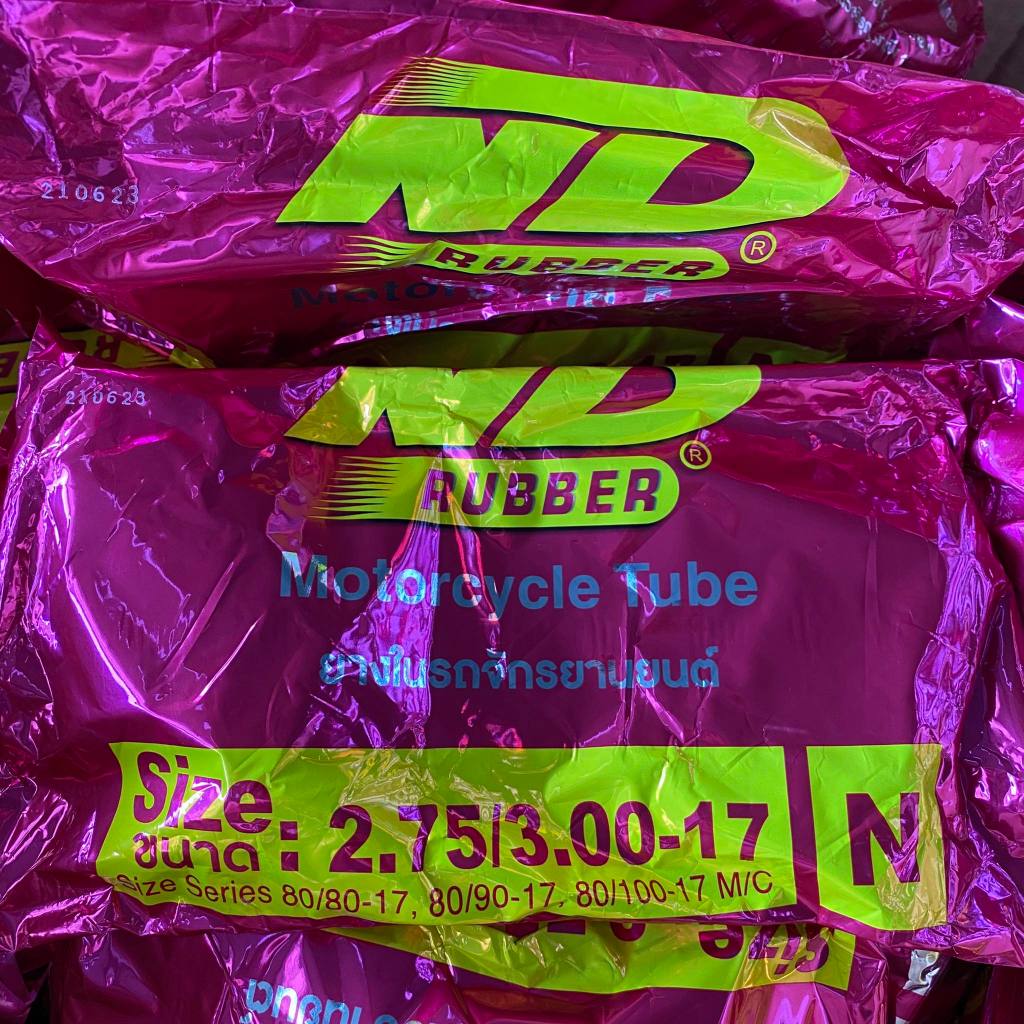 210623
ND
RUBBER ®
210623
ND
RUBBER ®
Motorcycle Tube
ยางในรถจักรยานยนต์
Size
ขนาด : 2.75/3.00-17 N
Size Series 80/80-17, 80/90-17, 80/100-17 M/C